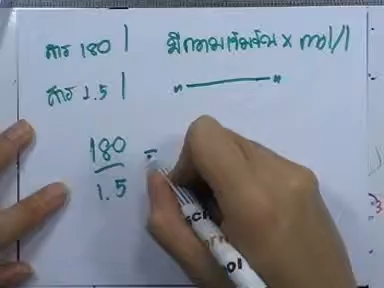 สาร 180 l มีความเข้มข้น x mol/l
สาร 1.5 l " ——— "
180
1.5
=